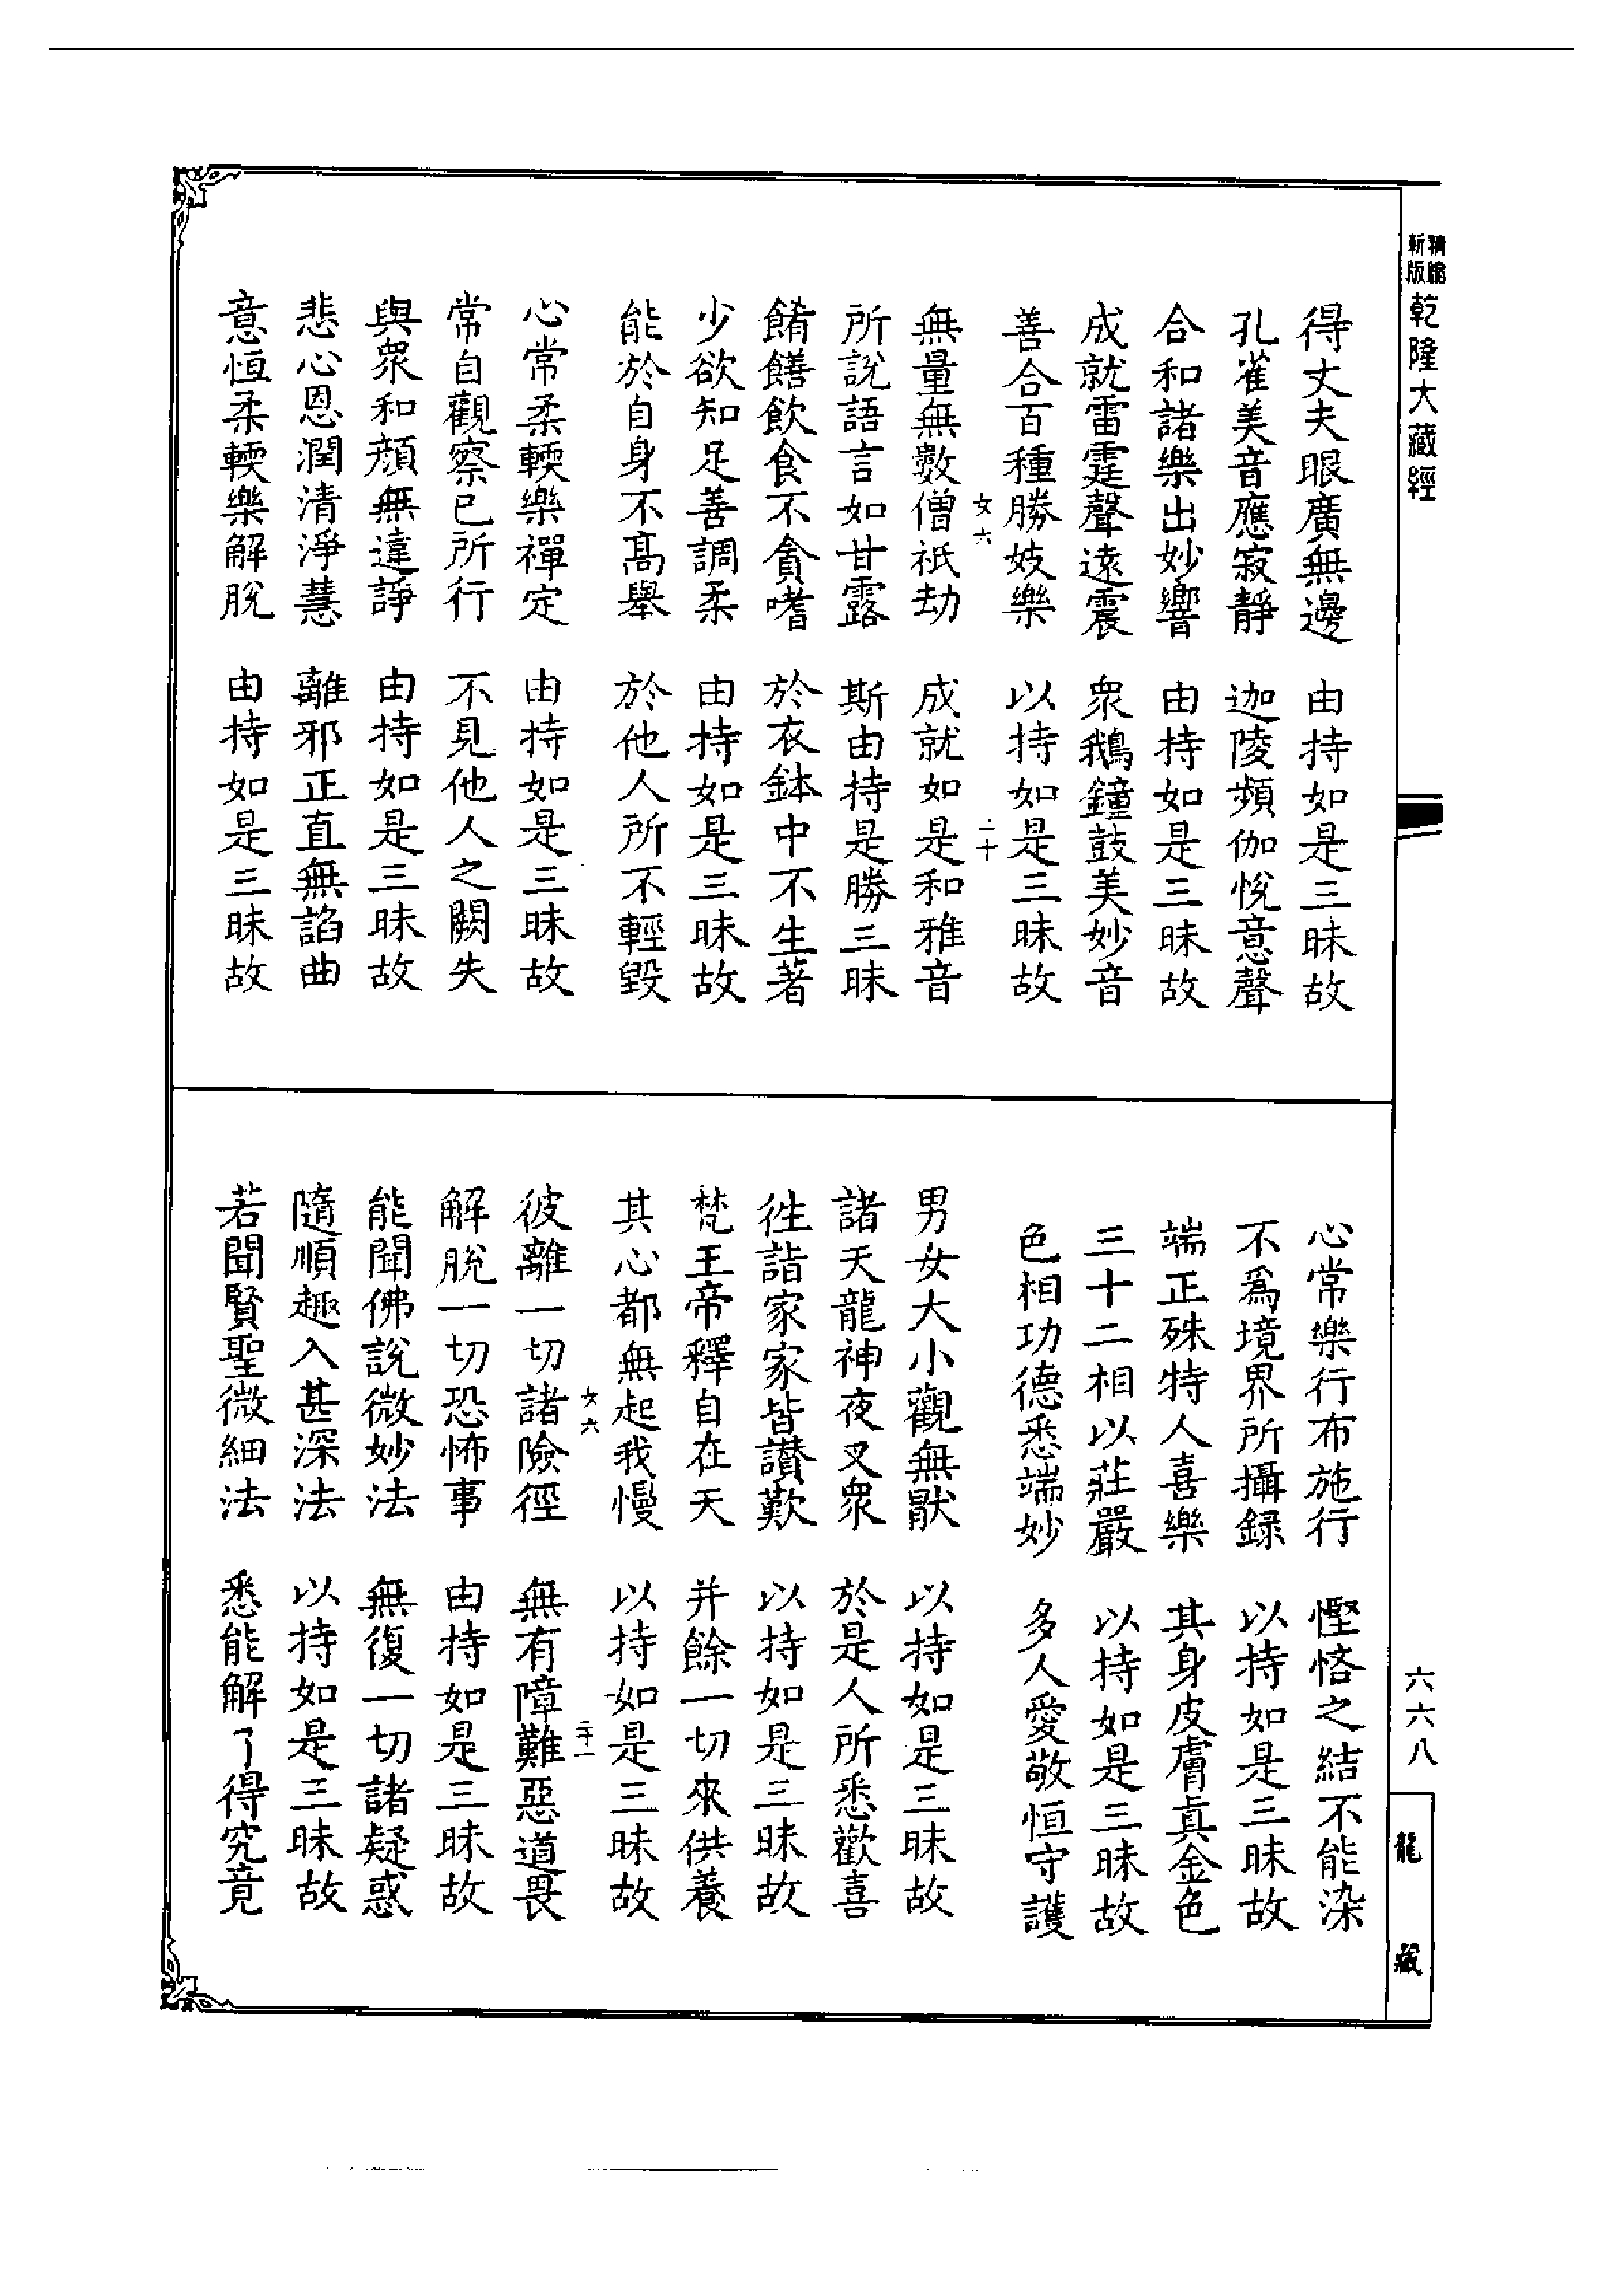 精繪新版乾隆大藏經
得丈夫眼廣無邊　由持如是三昧故
孔雀美音應寂靜　迦陵頻伽悅意聲
合和諸樂出妙響　由持如是三昧故
成就雷霆聲遠震　衆鵝鐘鼓美妙音
善合百種勝妓樂　以持如是三昧故
女六　二十
無量無數僧祇劫　成就如是和雅音
所說語言如甘露　斯由持是勝三昧
餚饍飲食不貪嗜　於衣鉢中不生著
少欲知足善調柔　由持如是三昧故
能於自身不高舉　於他人所不輕毀
心常柔輭樂禪定　由持如是三昧故
常自觀察已所行　不見他人之闕失
與衆和顏無違諍　由持如是三昧故
悲心恩潤清淨慧　離邪正直無諂曲
意恒柔輭樂解脫　由持如是三昧故
心常樂行布施行　慳悋之結不能染
不爲境界所攝録　以持如是三昧故
端正殊特人喜樂　其身皮膚真金色
三十二相以莊嚴　以持如是三昧故
色相功德悉端妙　多人愛敬恒守護
男女大小觀無猒　以持如是三昧故
諸天龍神夜叉衆　於是人所悉歡喜
徃詣家家皆讃歎　以持如是三昧故
梵王帝釋自在天　并餘一切來供養
其心都無起我慢　以持如是三昧故
女六　二十一
彼離一切諸險徑　無有障難惡道畏
解脫一切恐怖事　由持如是三昧故
能聞佛說微妙法　無復一切諸疑惑
隨順趣入甚深法　以持如是三昧故
若聞賢聖微細法　悉能解了得究竟
六六八
龍藏